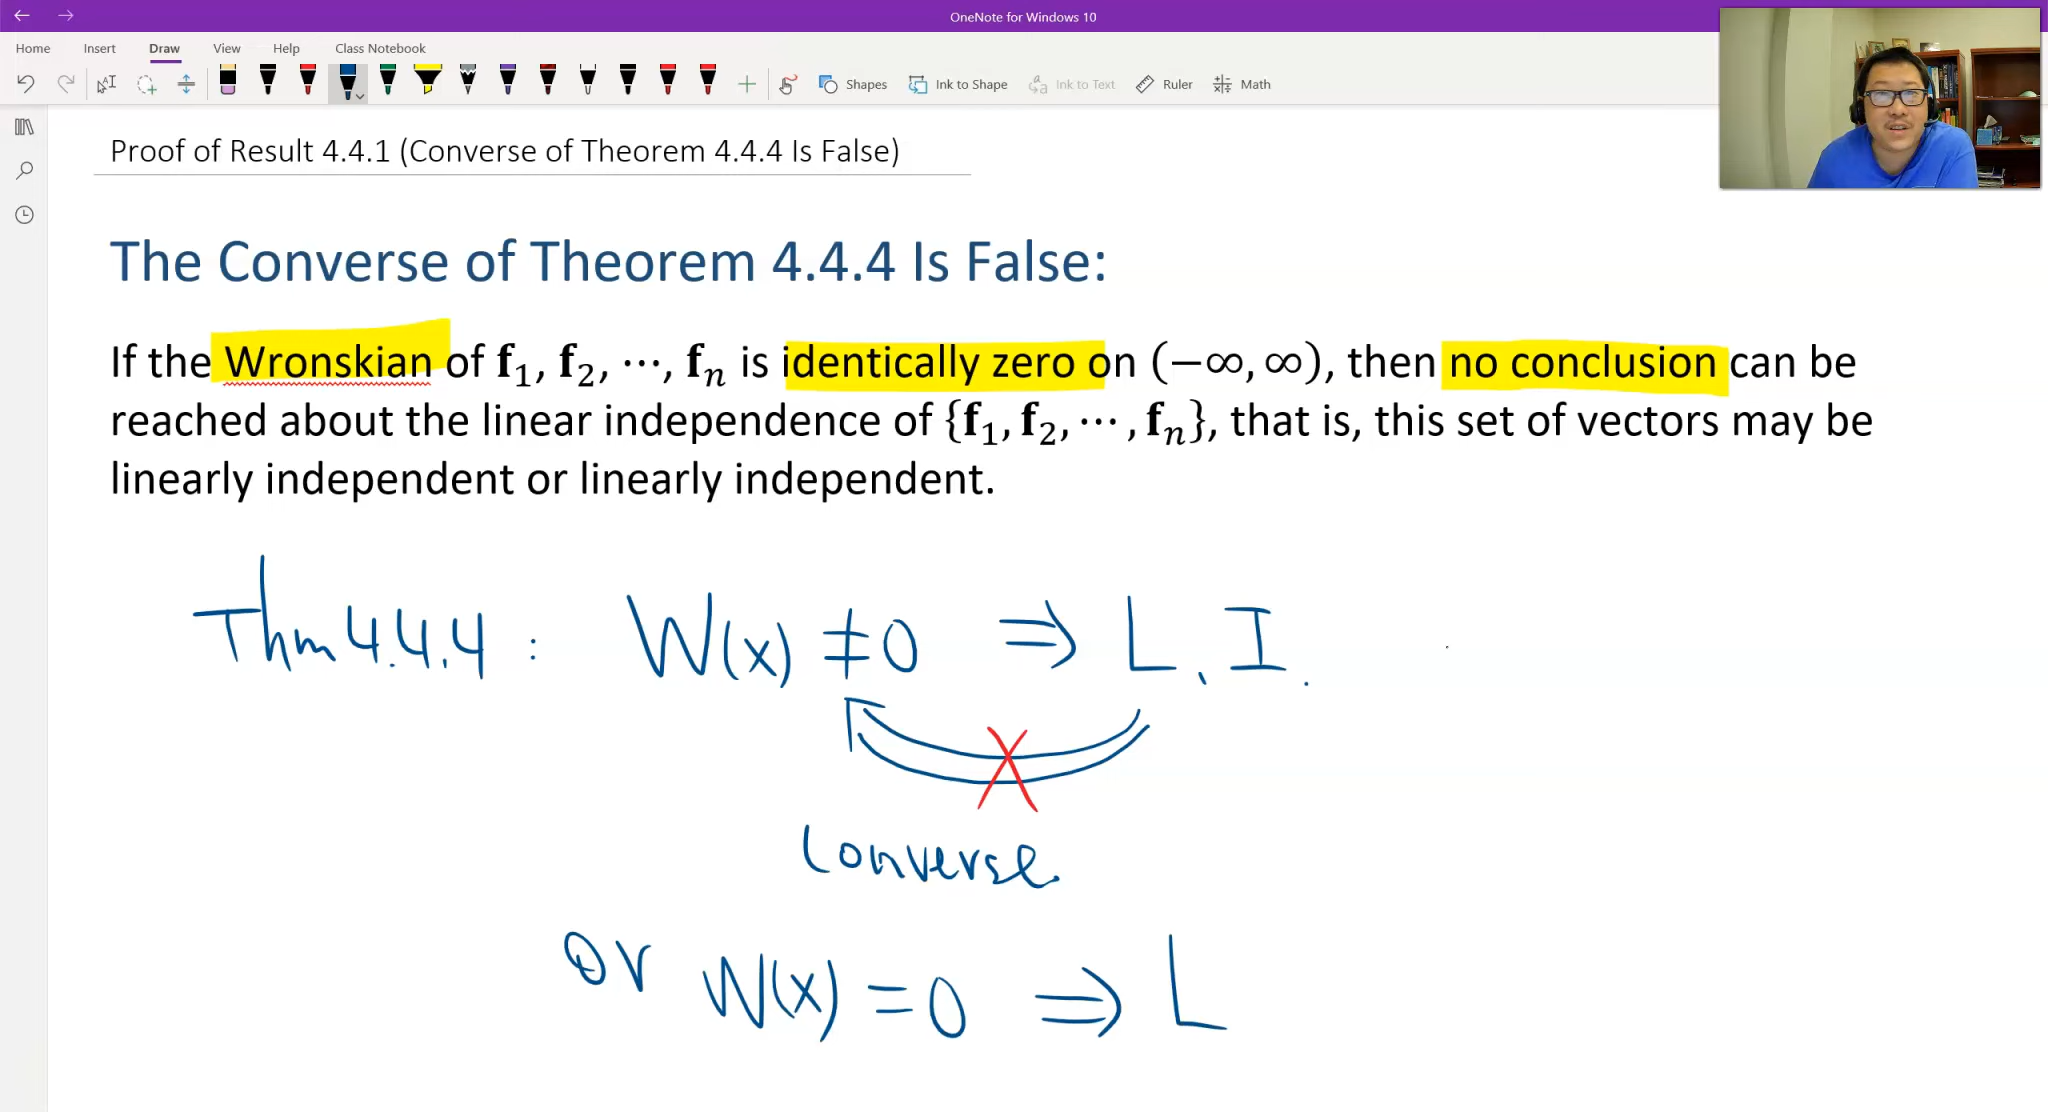 OneNote for Windows 10
Home Insert Draw View Help Class Notebook
Shapes Ink to Shape Ink to Text Ruler Math
Proof of Result 4.4.1 (Converse of Theorem 4.4.4 Is False)
The Converse of Theorem 4.4.4 Is False:
If the Wronskian of f₁, f₂, ⋯, fₙ is identically zero on (−∞, ∞), then no conclusion can be
reached about the linear independence of {f₁, f₂, ⋯, fₙ}, that is, this set of vectors may be
linearly independent or linearly independent.
Thm 4.4.4 : W(x) ≠ 0 ⇒ L.I.
Converse.
or W(x) = 0 ⇒ L